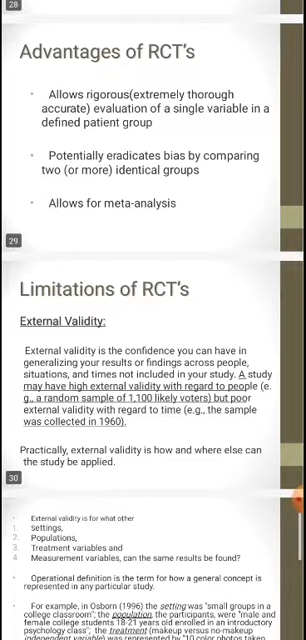 28
Advantages of RCT's
• Allows rigorous(extremely thorough
accurate) evaluation of a single variable in a
defined patient group
• Potentially eradicates bias by comparing
two (or more) identical groups
• Allows for meta-analysis
29
Limitations of RCT's
External Validity:
External validity is the confidence you can have in
generalizing your results or findings across people,
situations, and times not included in your study. A study
may have high external validity with regard to people (e.
g., a random sample of 1,100 likely voters) but poor
external validity with regard to time (e.g., the sample
was collected in 1960).
Practically, external validity is how and where else can
the study be applied.
30
• External validity is for what other
1. Settings,
2. Populations,
3. Treatment variables and
4 Measurement variables, can the same results be found?
• Operational definition is the term for how a general concept is
represented in any particular study.
• For example, in Osborn (1996) the setting was "small groups in a
college classroom"; the population, the participants, were "male and
female college students 18-21 years old enrolled in an introductory
psychology class"; the treatment (makeup versus no-makeup
independent variable) was represented by "10 color photos taken